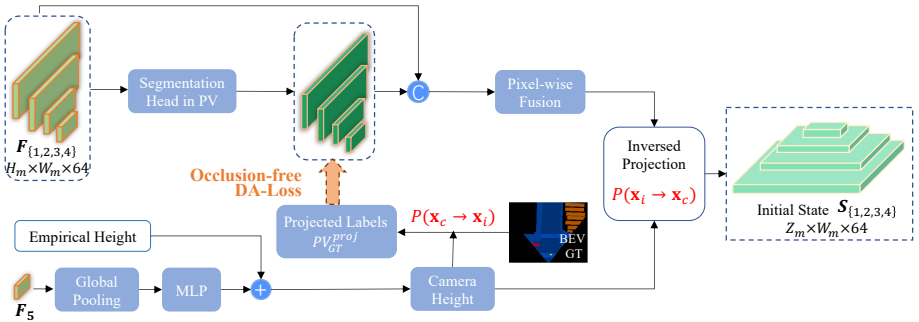 F{1,2,3,4}
Hm×Wm×64
Segmentation
Head in PV
C
Pixel-wise
Fusion
Inversed
Projection
P(xi → xc)
Initial State S{1,2,3,4}
Zm×Wm×64
Occlusion-free
DA-Loss
Projected Labels
PV_GT^proj
P(xc → xi)
BEV
GT
Empirical Height
F5
Global
Pooling
MLP
+
Camera
Height